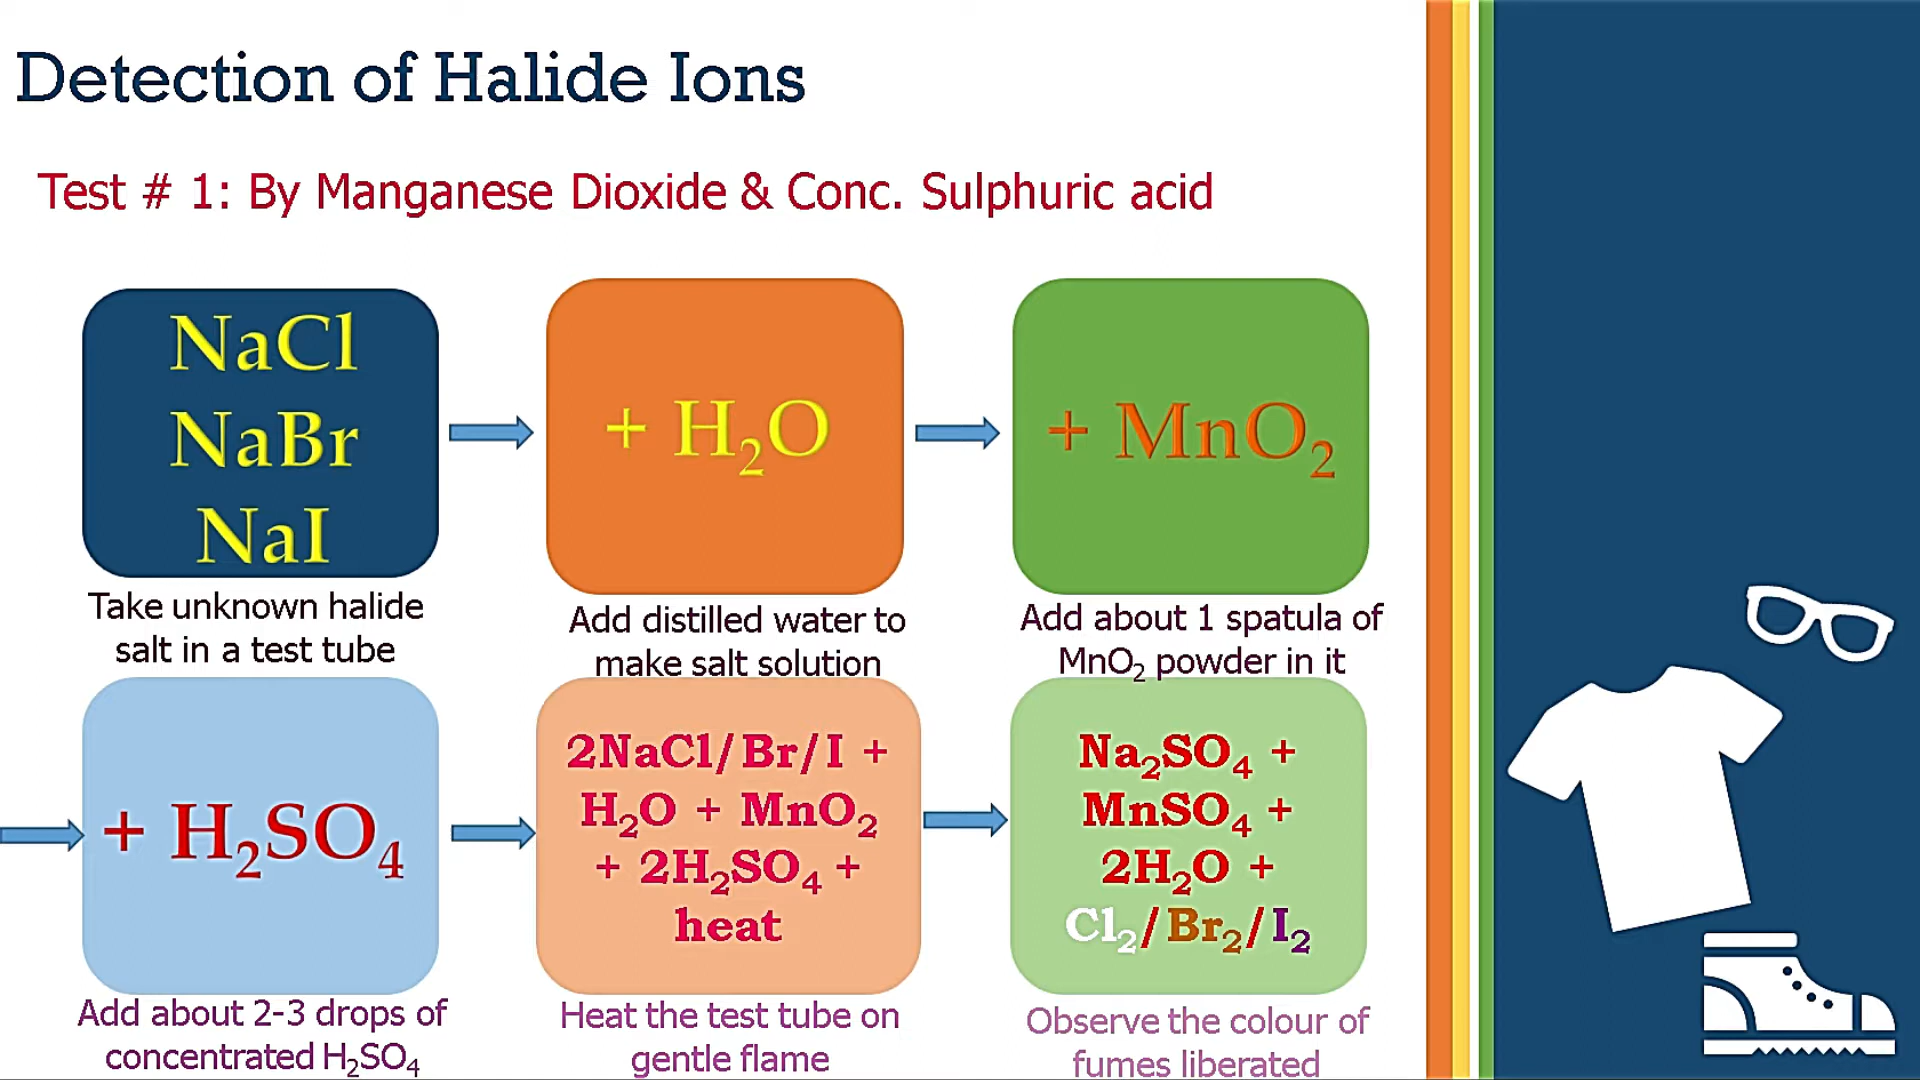 Detection of Halide Ions
Test # 1: By Manganese Dioxide & Conc. Sulphuric acid
NaCl
NaBr
NaI
Take unknown halide
salt in a test tube
+ H₂O
Add distilled water to
make salt solution
+ MnO₂
Add about 1 spatula of
MnO₂ powder in it
+ H₂SO₄
Add about 2-3 drops of
concentrated H₂SO₄
2NaCl/Br/I +
H₂O + MnO₂
+ 2H₂SO₄ +
heat
Heat the test tube on
gentle flame
Na₂SO₄ +
MnSO₄ +
2H₂O +
Cl₂/Br₂/I₂
Observe the colour of
fumes liberated